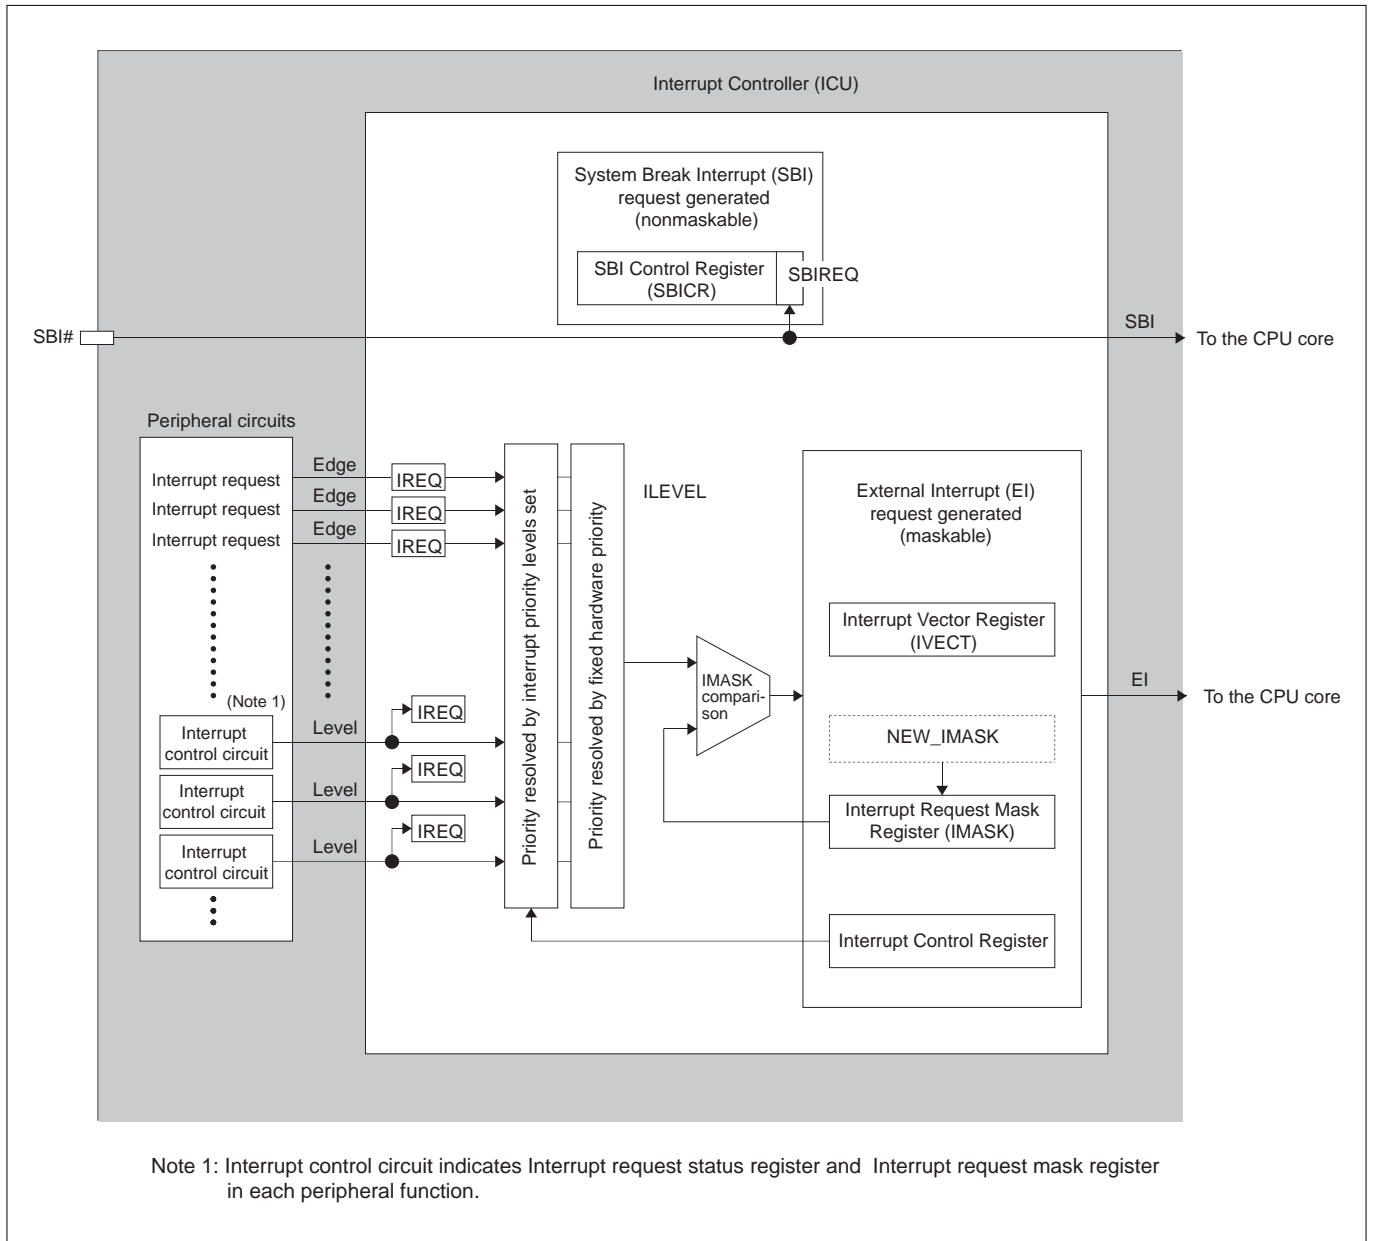 Interrupt Controller (ICU)
System Break Interrupt (SBI)
request generated
(nonmaskable)
SBI Control Register
(SBICR)
SBIREQ
SBI#
SBI
To the CPU core
Peripheral circuits
Interrupt request
Edge
IREQ
Interrupt request
Edge
IREQ
Interrupt request
Edge
IREQ
(Note 1)
Interrupt
control circuit
Level
IREQ
Interrupt
control circuit
Level
IREQ
Interrupt
control circuit
Level
IREQ
Priority resolved by interrupt priority levels set
Priority resolved by fixed hardware priority
ILEVEL
IMASK
compari-
son
External Interrupt (EI)
request generated
(maskable)
Interrupt Vector Register
(IVECT)
NEW_IMASK
Interrupt Request Mask
Register (IMASK)
Interrupt Control Register
EI
To the CPU core
Note 1: Interrupt control circuit indicates Interrupt request status register and Interrupt request mask register
in each peripheral function.